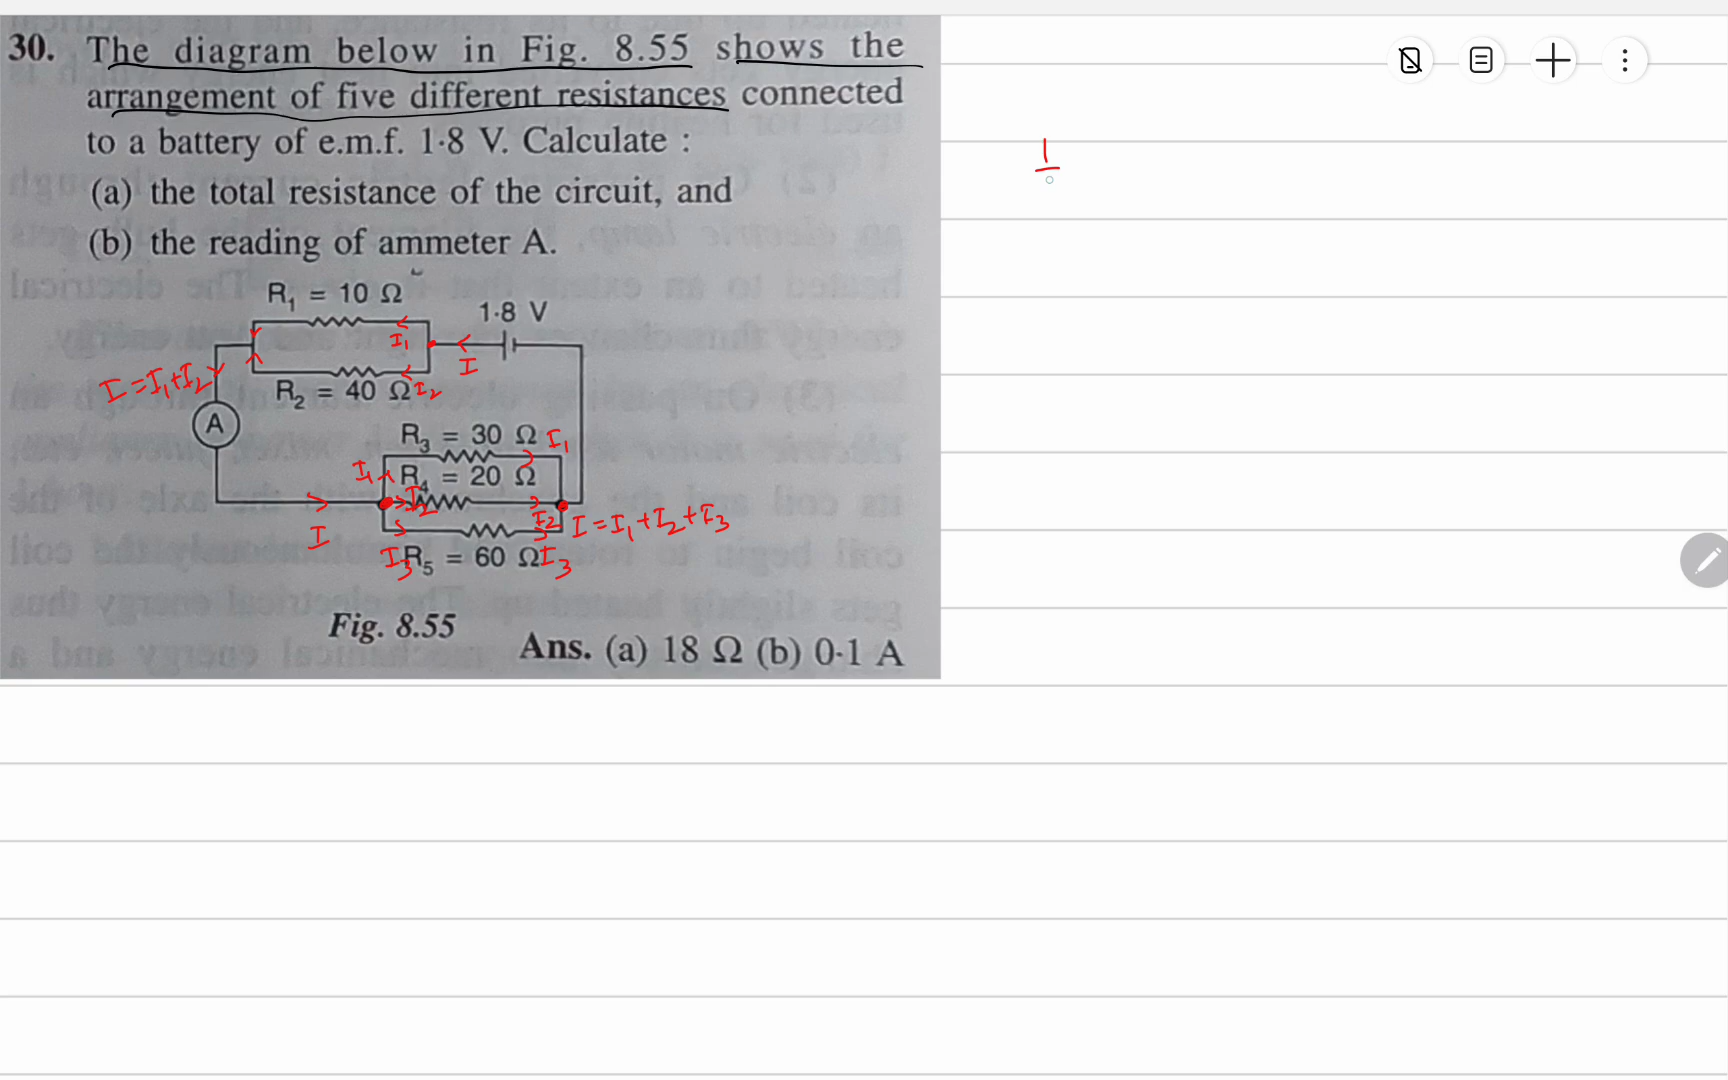 30. The diagram below in Fig. 8.55 shows the
arrangement of five different resistances connected
to a battery of e.m.f. 1·8 V. Calculate :
(a) the total resistance of the circuit, and
(b) the reading of ammeter A.
R₁ = 10 Ω
1·8 V
I₁
I
I = I₁ + I₂
R₂ = 40 Ω I₂
A
R₃ = 30 Ω I₁
I₁ R₄ = 20 Ω
I₂
I₂ I = I₁ + I₂ + I₃
I
I₃ R₅ = 60 Ω I₃
Fig. 8.55
Ans. (a) 18 Ω (b) 0·1 A
1